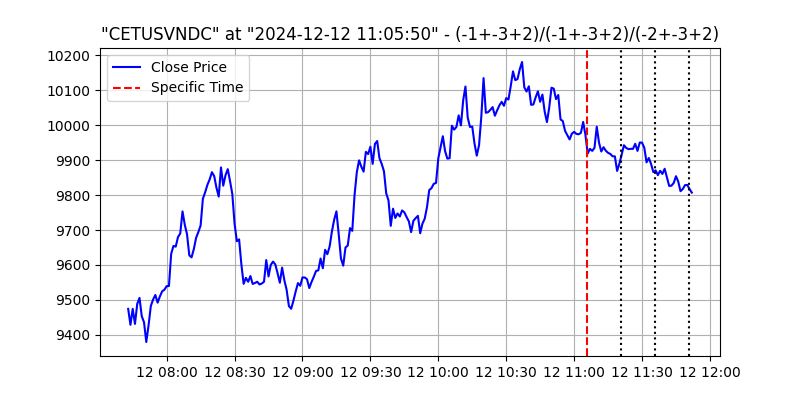 "CETUSVNDC" at "2024-12-12 11:05:50" - (-1+-3+2)/(-1+-3+2)/(-2+-3+2)
Close Price
Specific Time
10200
10100
10000
9900
9800
9700
9600
9500
9400
12 08:00 12 08:30 12 09:00 12 09:30 12 10:00 12 10:30 12 11:00 12 11:30 12 12:00